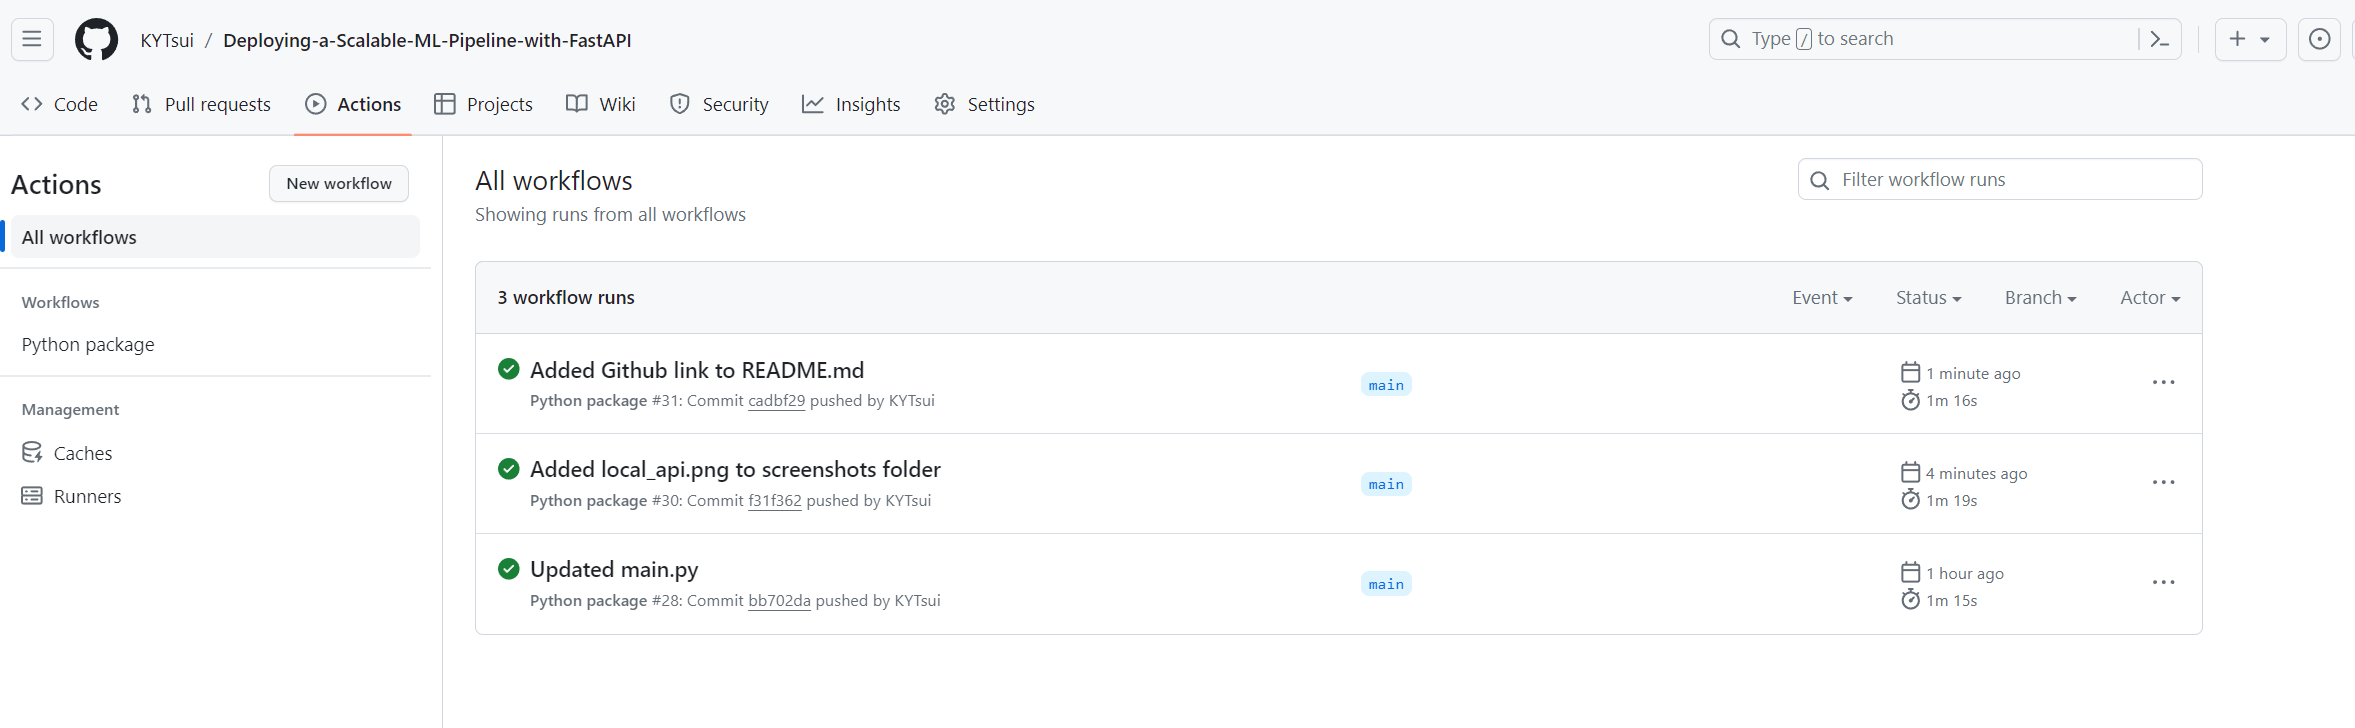 KYTsui / Deploying-a-Scalable-ML-Pipeline-with-FastAPI
Type / to search
Code Pull requests Actions Projects Wiki Security Insights Settings
Actions
New workflow
All workflows
Workflows
Python package
Management
Caches
Runners
All workflows
Showing runs from all workflows
Filter workflow runs
3 workflow runs
Event Status Branch Actor
Added Github link to README.md
Python package #31: Commit cadbf29 pushed by KYTsui
main
1 minute ago
1m 16s
Added local_api.png to screenshots folder
Python package #30: Commit f31f362 pushed by KYTsui
main
4 minutes ago
1m 19s
Updated main.py
Python package #28: Commit bb702da pushed by KYTsui
main
1 hour ago
1m 15s